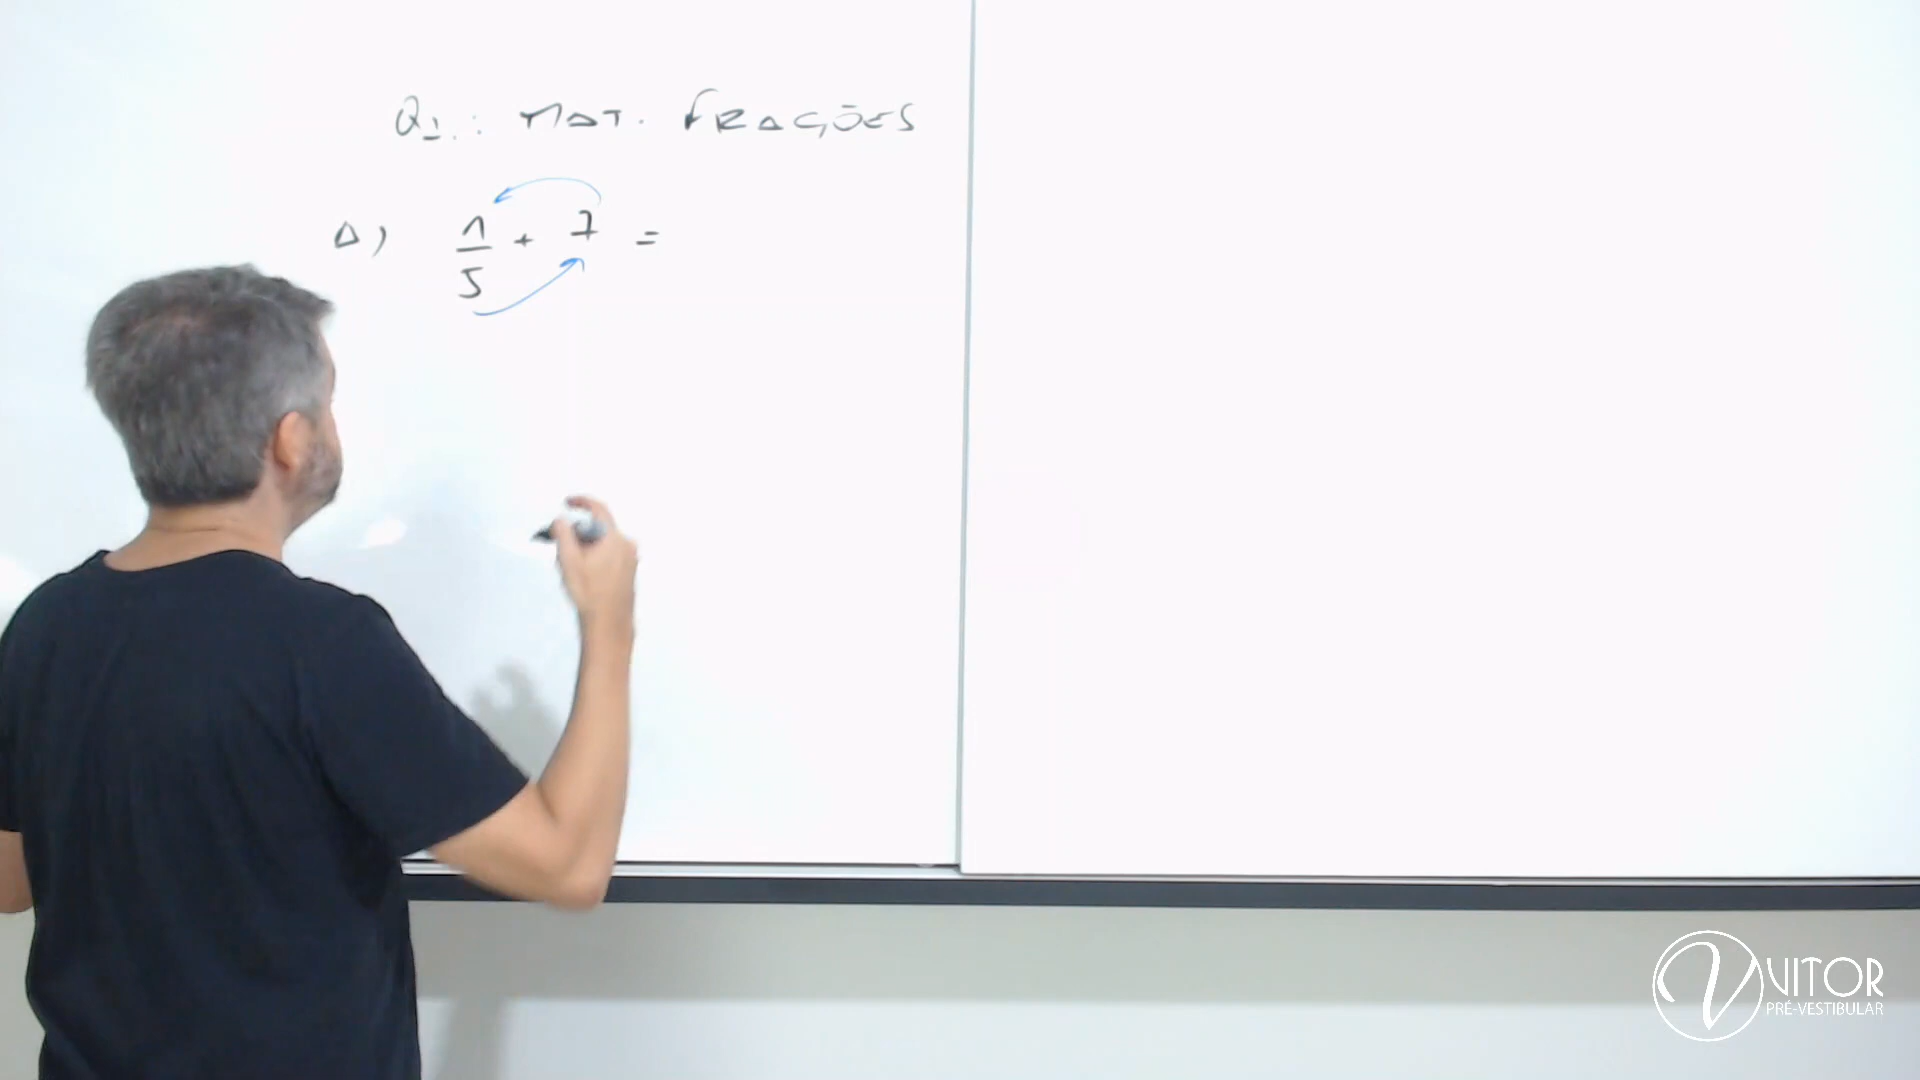 Q1.: MAT. FRAÇÕES
A) 1/5 + 7 =
VITOR
PRÉ-VESTIBULAR